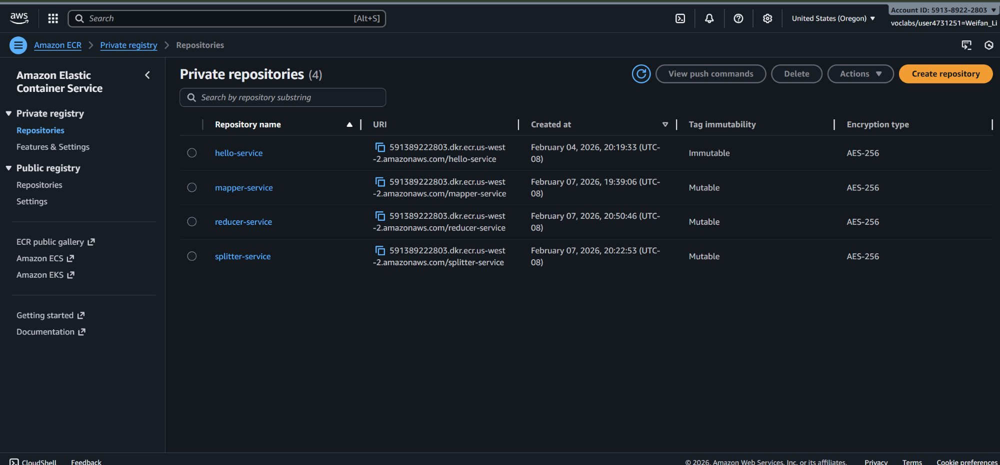 aws
Search
[Alt+S]
United States (Oregon)
Account ID: 5913-8922-2803
voclabs/user4731251=Weifan_Li
Amazon ECR
Private registry
Repositories
Amazon Elastic
Container Service
Private registry
Repositories
Features & Settings
Public registry
Repositories
Settings
ECR public gallery
Amazon ECS
Amazon EKS
Getting started
Documentation
Private repositories (4)
View push commands
Delete
Actions
Create repository
Search by repository substring
Repository name
URI
Created at
Tag immutability
Encryption type
hello-service
591389222803.dkr.ecr.us-west
-2.amazonaws.com/hello-service
February 04, 2026, 20:19:33 (UTC-
08)
Immutable
AES-256
mapper-service
591389222803.dkr.ecr.us-west
-2.amazonaws.com/mapper-service
February 07, 2026, 19:39:06 (UTC-
08)
Mutable
AES-256
reducer-service
591389222803.dkr.ecr.us-west
-2.amazonaws.com/reducer-service
February 07, 2026, 20:50:46 (UTC-
08)
Mutable
AES-256
splitter-service
591389222803.dkr.ecr.us-west
-2.amazonaws.com/splitter-service
February 07, 2026, 20:22:53 (UTC-
08)
Mutable
AES-256
CloudShell
Feedback
© 2026, Amazon Web Services, Inc. or its affiliates.
Privacy
Terms
Cookie preferences